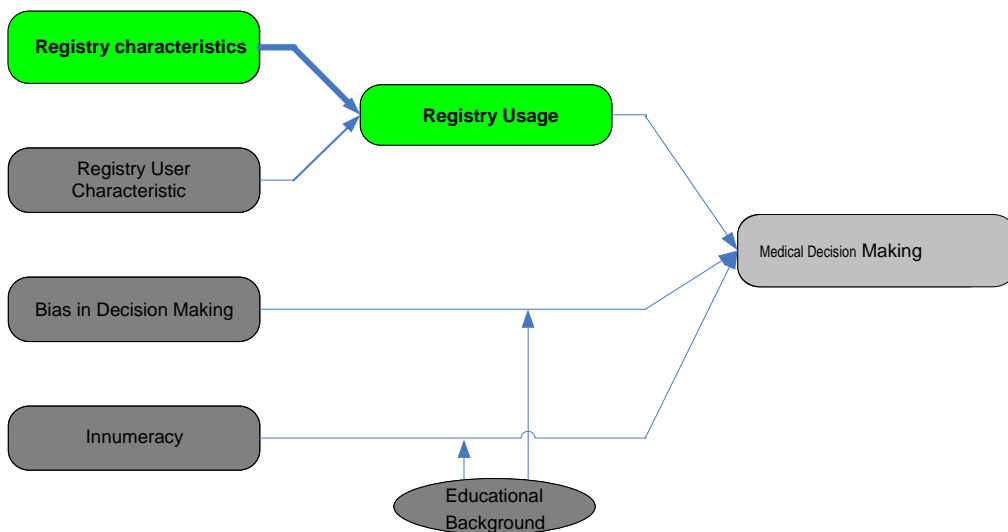 Registry characteristics
Registry Usage
Registry User
Characteristic
Medical Decision Making
Bias in Decision Making
Innumeracy
Educational
Background